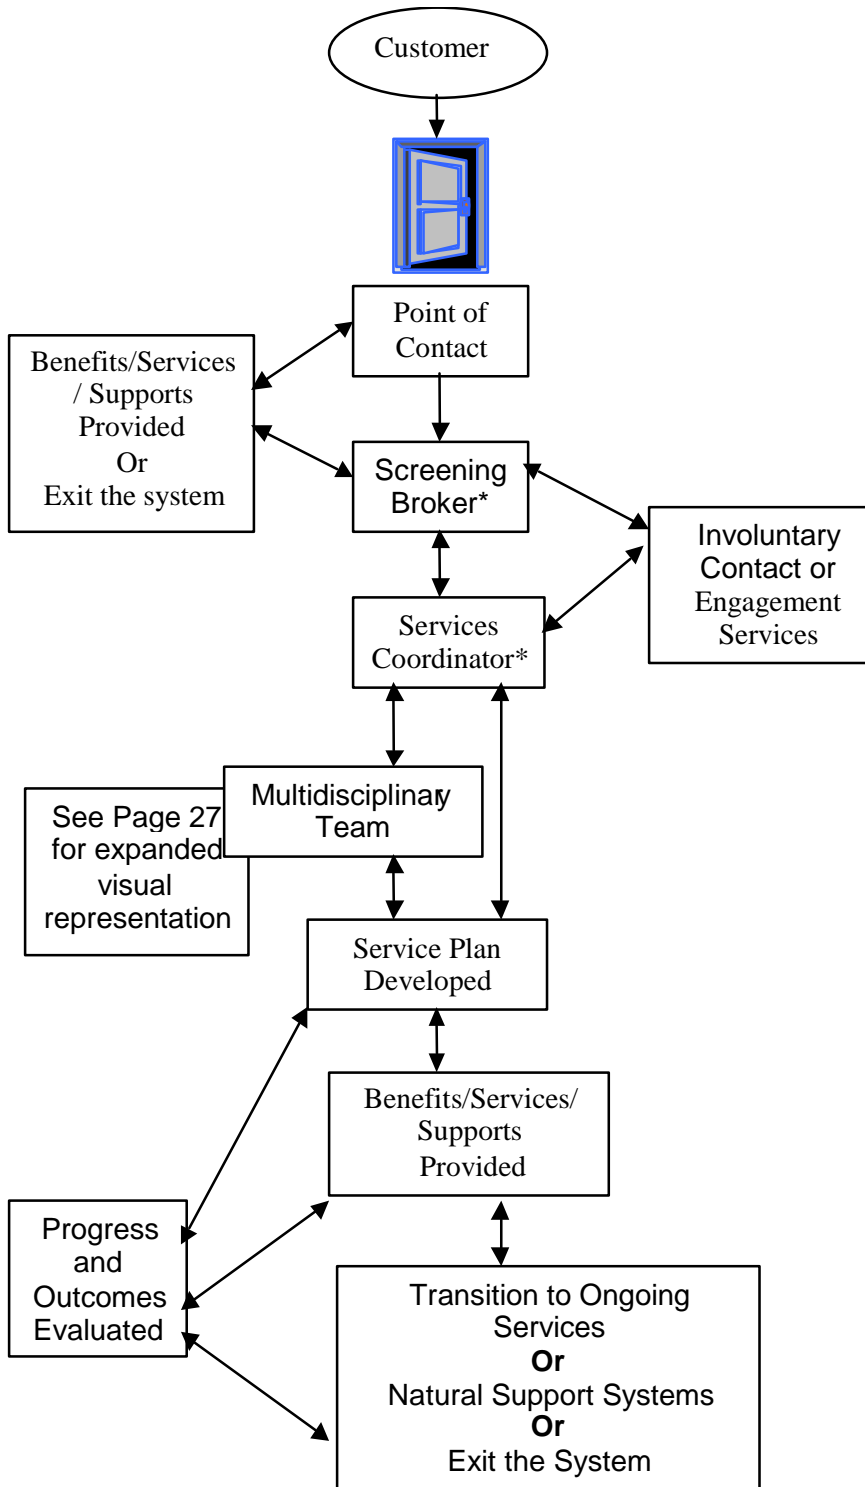 Customer
Point of
Contact
Benefits/Services
/ Supports
Provided
Or
Exit the system
Screening
Broker*
Involuntary
Contact or
Engagement
Services
Services
Coordinator*
Multidisciplinary
Team
See Page 27
for expanded
visual
representation
Service Plan
Developed
Benefits/Services/
Supports
Provided
Progress
and
Outcomes
Evaluated
Transition to Ongoing
Services
Or
Natural Support Systems
Or
Exit the System